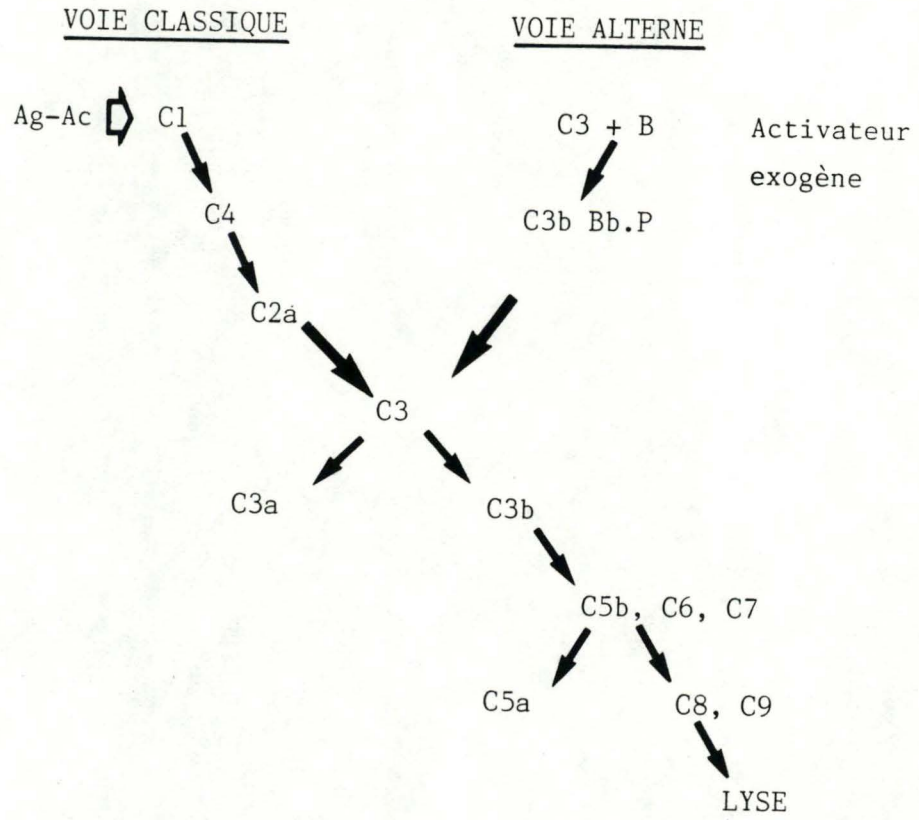 VOIE CLASSIQUE
VOIE ALTERNE
Ag-Ac C1
C3 + B
Activateur
exogène
C4
C3b Bb.P
C2a
C3
C3a
C3b
C5b, C6, C7
C5a
C8, C9
LYSE